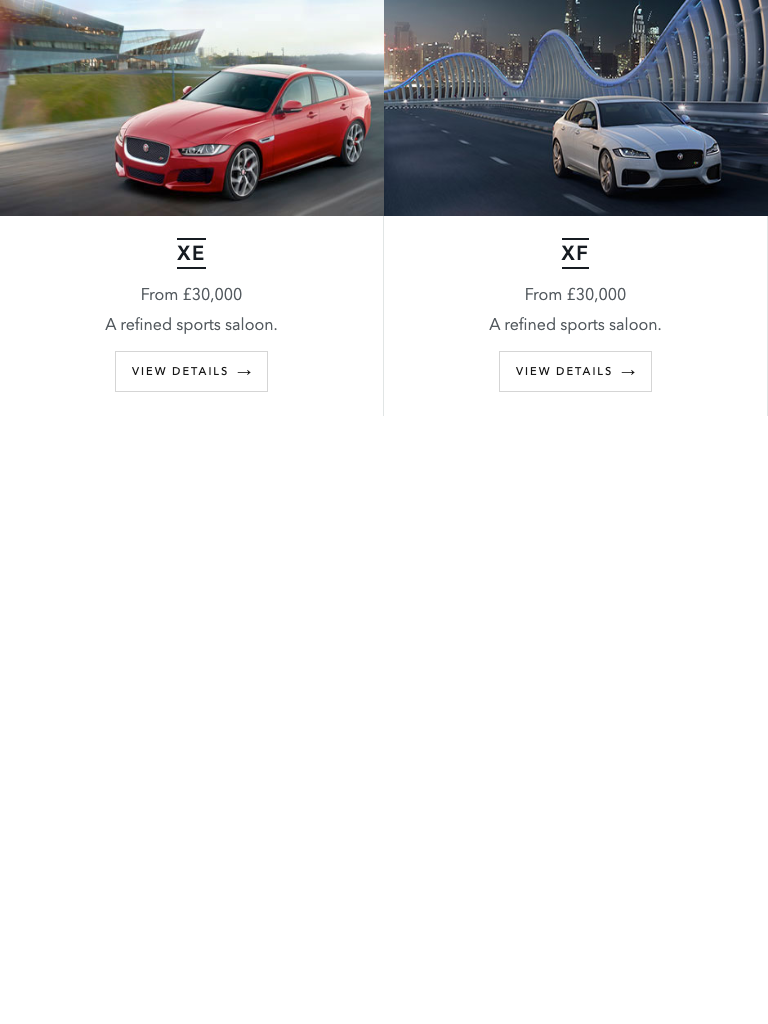 XE
From £30,000
A refined sports saloon.
VIEW DETAILS →
XF
From £30,000
A refined sports saloon.
VIEW DETAILS →